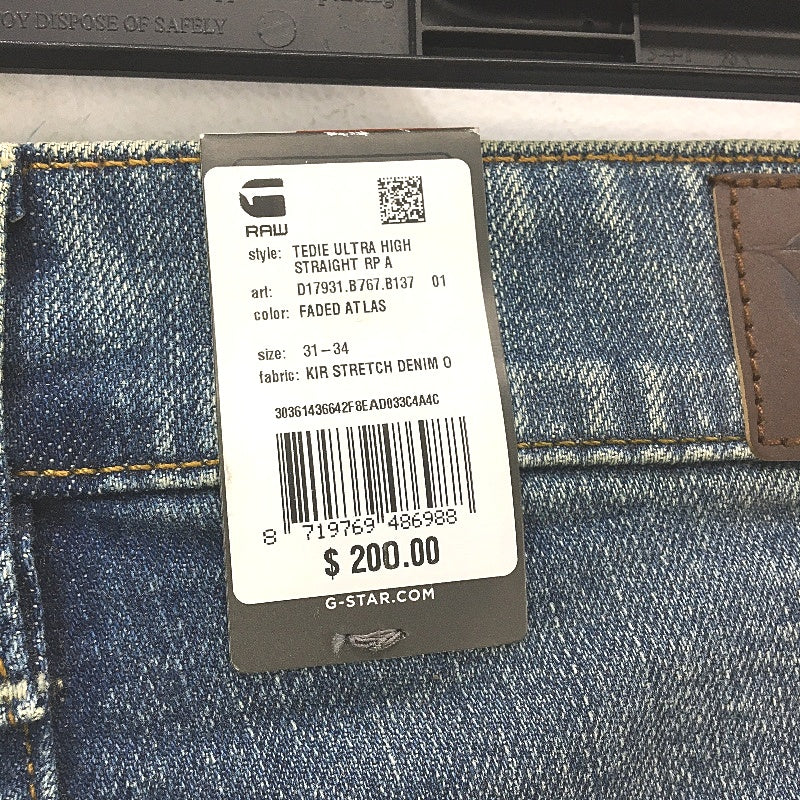 OY DISPOSE OF SAFELY
RAW
style: TEDIE ULTRA HIGH
STRAIGHT RP A
art: D17931.B767.B137 01
color: FADED ATLAS
size: 31-34
fabric: KIR STRETCH DENIM O
30361436642F8EAD033C4A4C
8 719769 486988
$ 200.00
G-STAR.COM